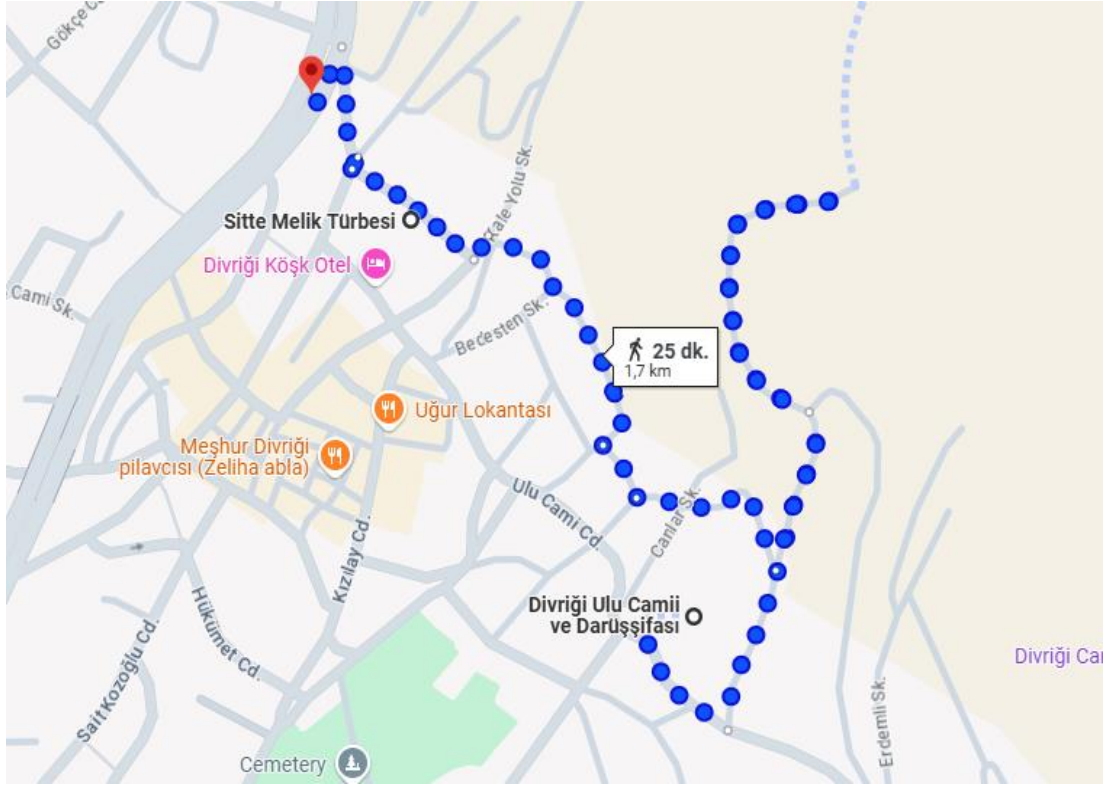 Gökçe C
Sitte Melik Türbesi
Kale Yolu Sk.
Divriği Köşk Otel
Cami Sk.
Bedesten Sk.
25 dk.
1,7 km
Uğur Lokantası
Meşhur Divriği
pilavcısı (Zeliha abla)
Ulu Cami Cd.
Canlar Sk.
Kızılay Cd.
Hükümet Cd.
Divriği Ulu Camii
ve Darüşşifası
Sait Kozoğlu Cd.
Divriği Ca
Erdemli Sk.
Cemetery